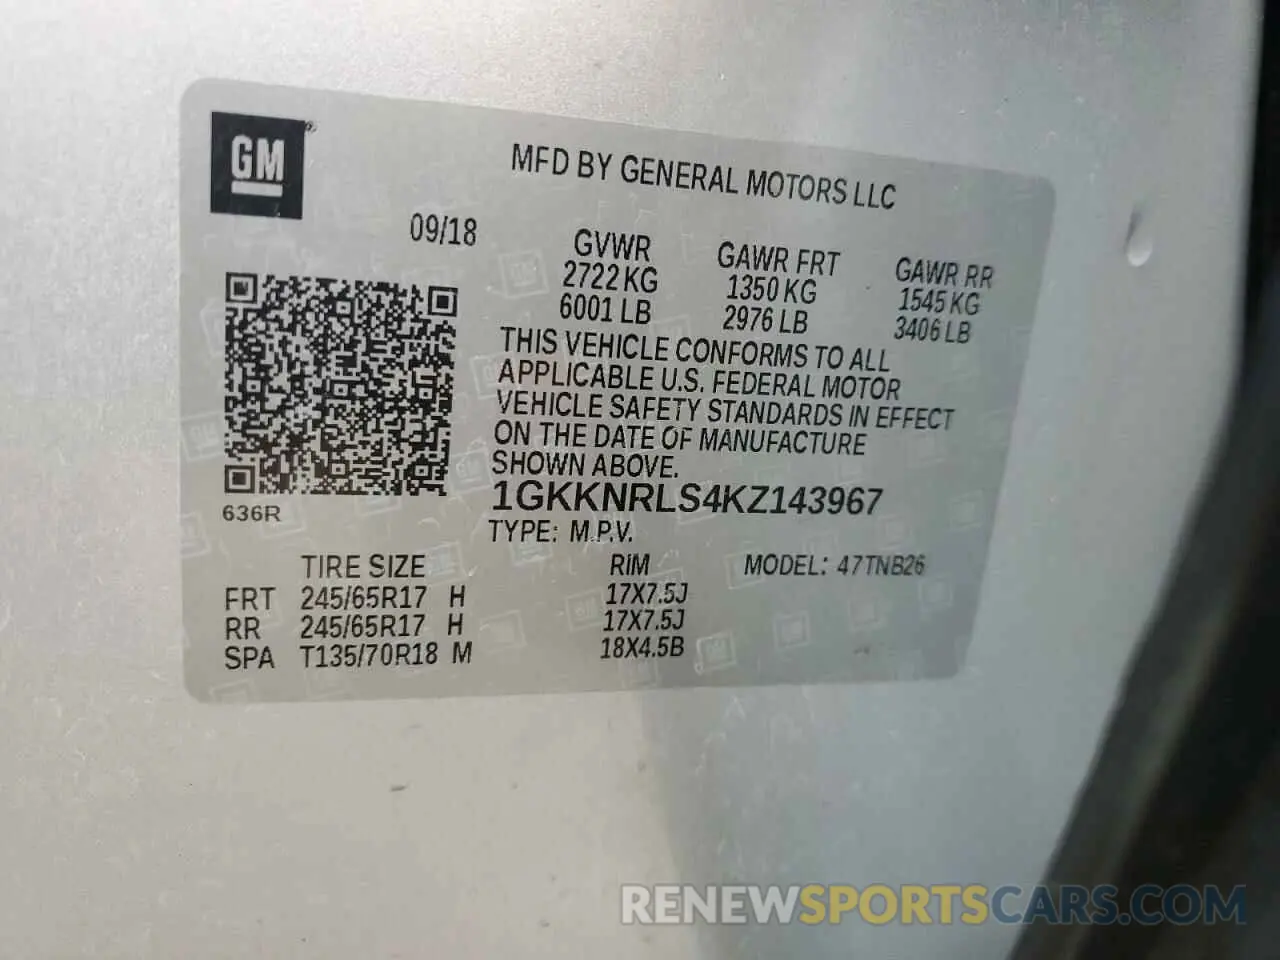 GM
MFD BY GENERAL MOTORS LLC
09/18
GVWR GAWR FRT GAWR RR
2722 KG 1350 KG 1545 KG
6001 LB 2976 LB 3406 LB
THIS VEHICLE CONFORMS TO ALL
APPLICABLE U.S. FEDERAL MOTOR
VEHICLE SAFETY STANDARDS IN EFFECT
ON THE DATE OF MANUFACTURE
SHOWN ABOVE.
1GKKNRLS4KZ143967
636R
TYPE: M.P.V.
TIRE SIZE RIM MODEL: 47TNB26
FRT 245/65R17 H 17X7.5J
RR 245/65R17 H 17X7.5J
SPA T135/70R18 M 18X4.5B
RENEWSPORTSCARS.COM